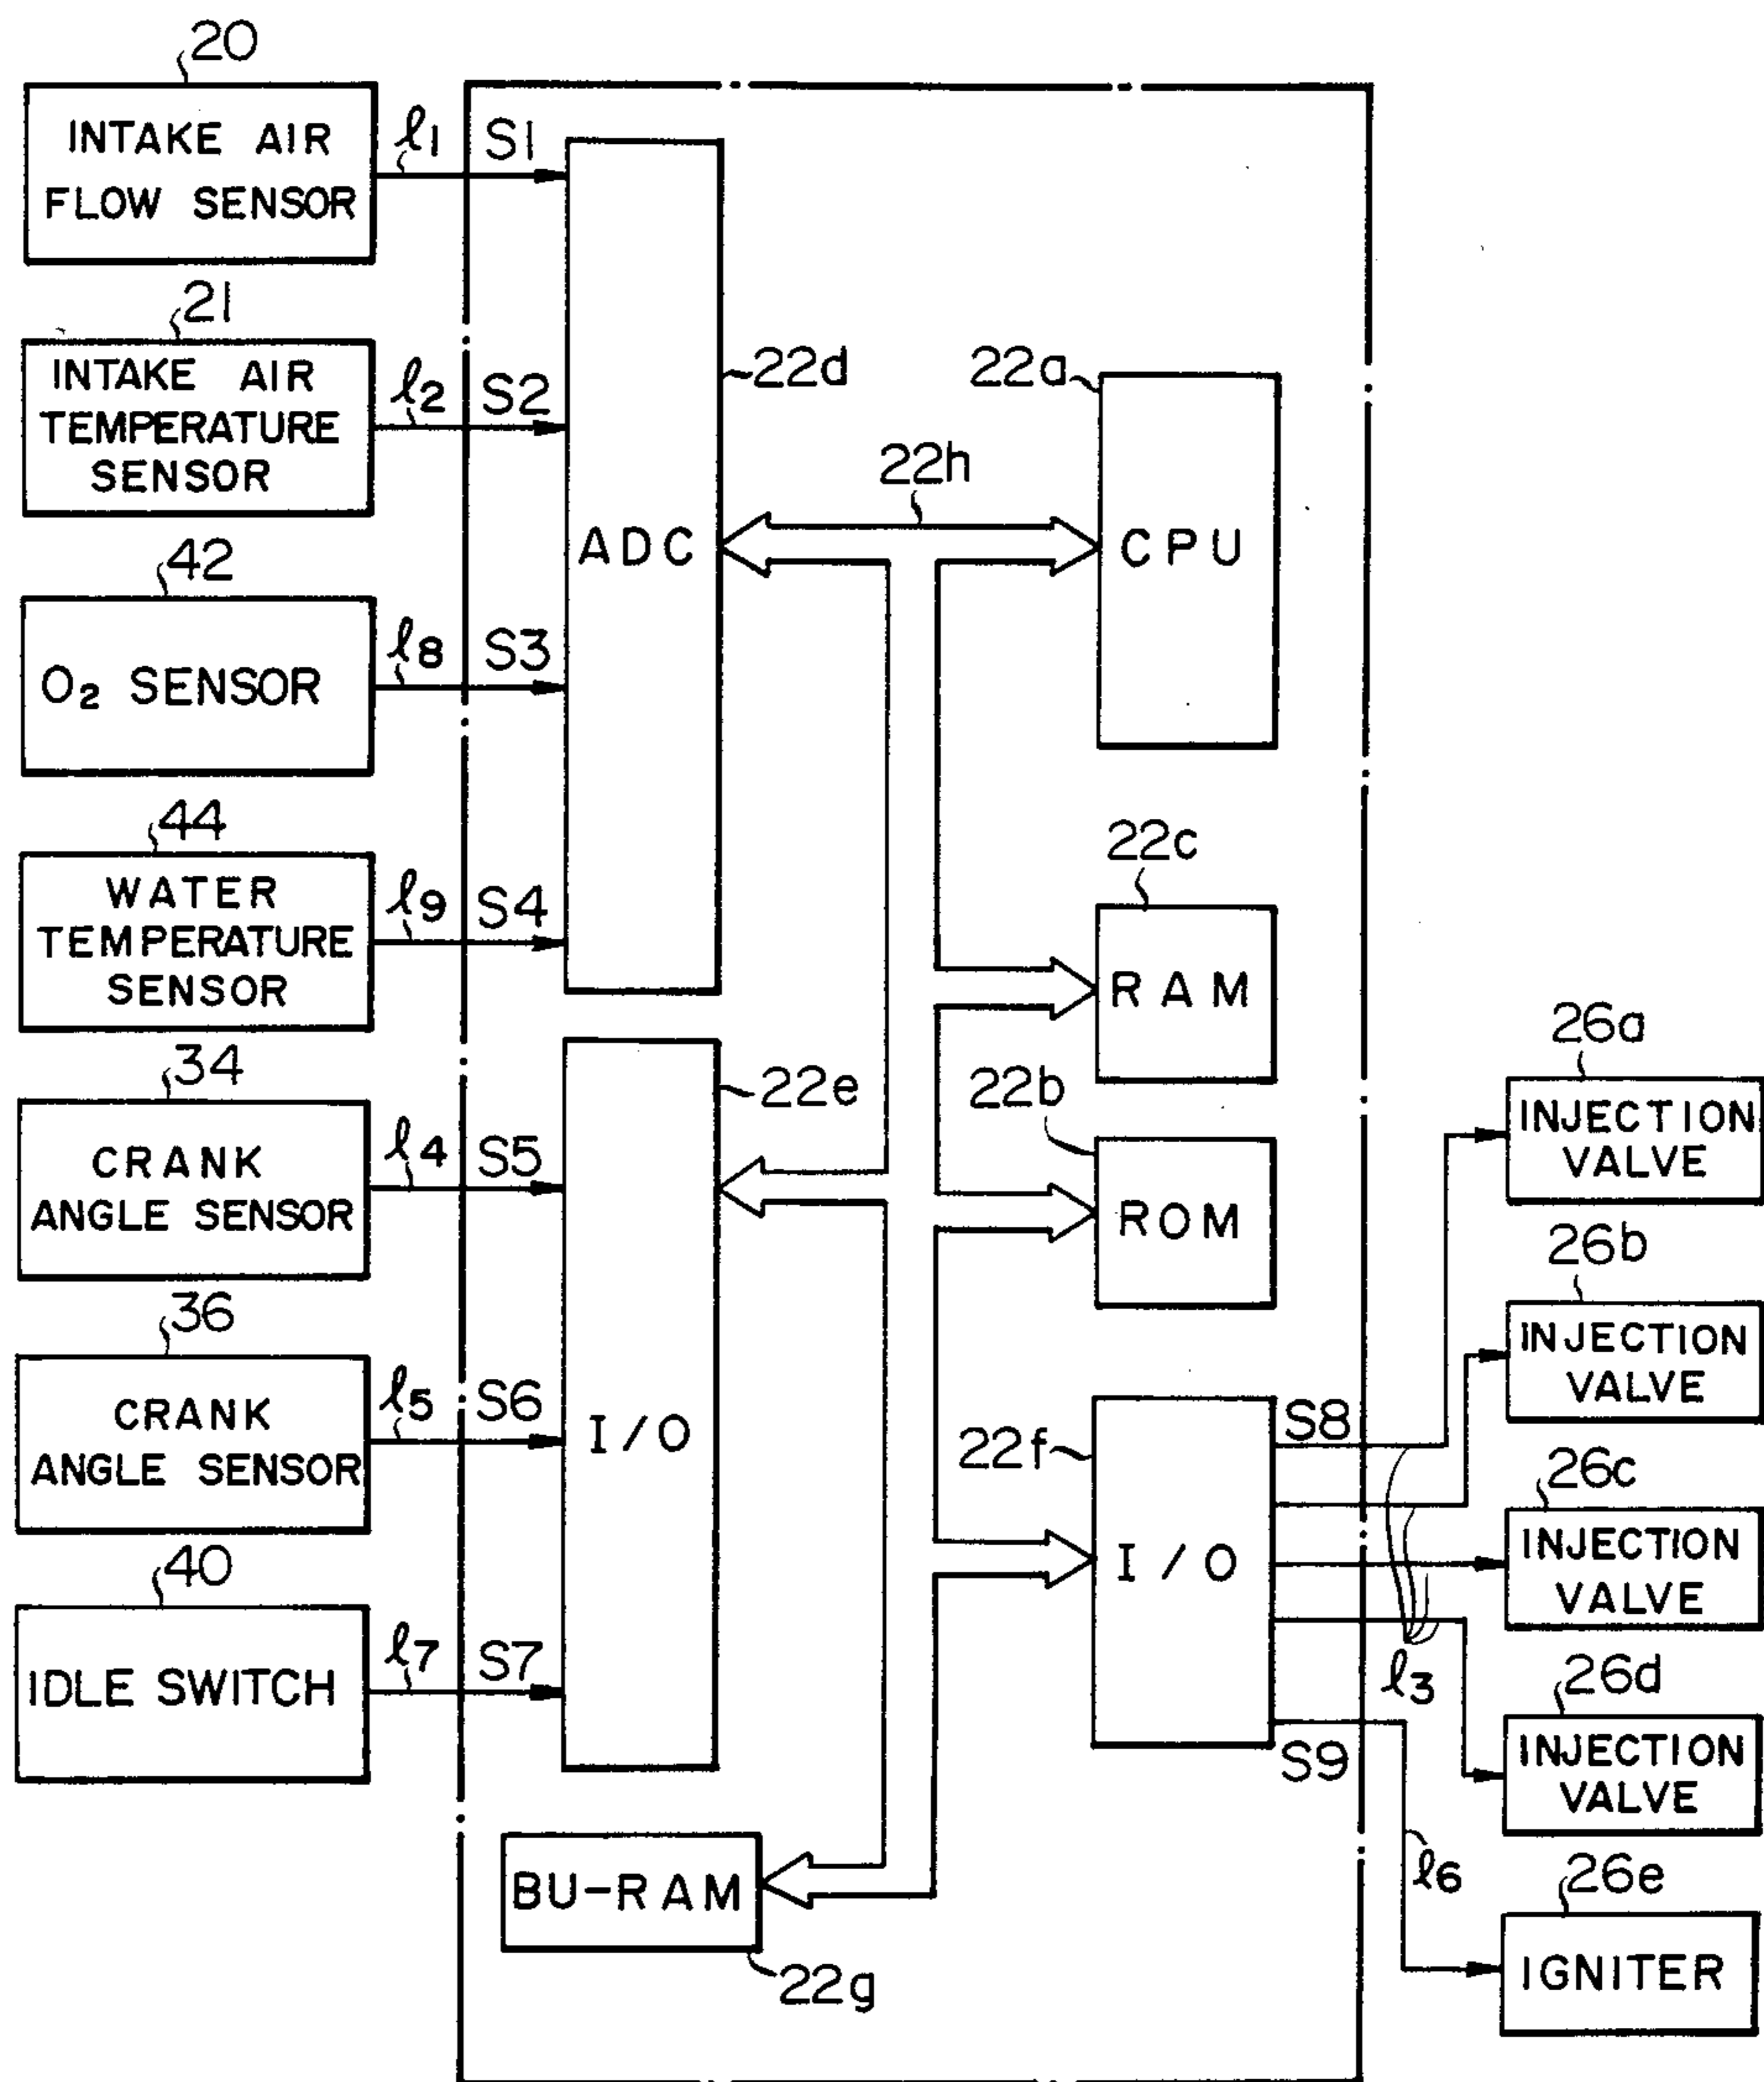 20
INTAKE AIR
FLOW SENSOR
ℓ1
S1
21
INTAKE AIR
TEMPERATURE
SENSOR
ℓ2
S2
42
O2 SENSOR
ℓ8
S3
44
WATER
TEMPERATURE
SENSOR
ℓ9
S4
34
CRANK
ANGLE SENSOR
ℓ4
S5
36
CRANK
ANGLE SENSOR
ℓ5
S6
40
IDLE SWITCH
ℓ7
S7
ADC
22d
22h
22a
CPU
22c
RAM
22b
ROM
22e
I/O
22f
I/O
S8
S9
BU-RAM
22g
ℓ3
ℓ6
26a
INJECTION
VALVE
26b
INJECTION
VALVE
26c
INJECTION
VALVE
26d
INJECTION
VALVE
26e
IGNITER